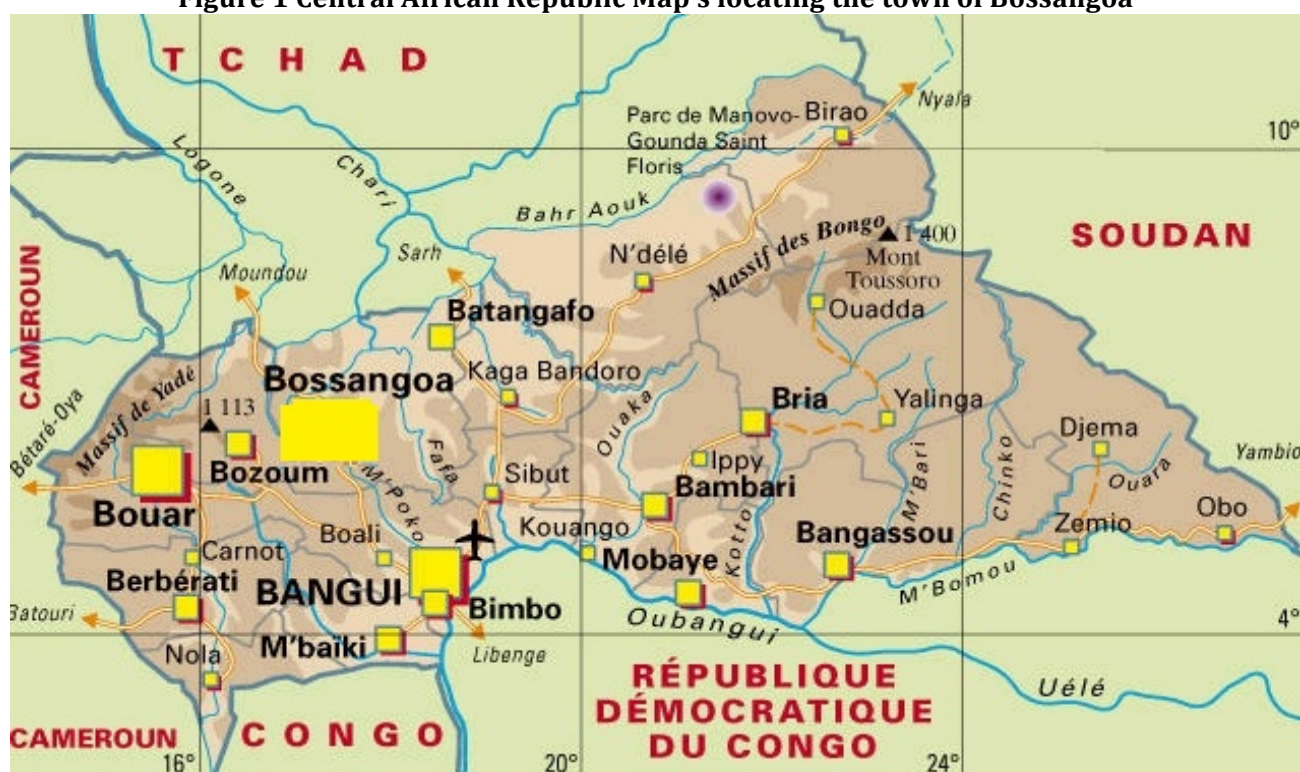 Figure 1 Central African Republic Map's locating the town of Bossangoa
T C H A D
Nyala
Parc de Manovo-
Gounda Saint
Floris
Birao
10°
Logone
Chari
Bahr Aouk
Massif des Bongo
1 400
Mont
Toussoro
SOUDAN
CAMEROUN
Moundou
Sarh
N'délé
Ouadda
Batangafo
Kaga Bandoro
Bossangoa
Massif de Yadé
1 113
Bétaré-Oya
Bozoum
Fafa
Ouaka
Bria
Yalinga
Djema
Yambio
Ippy
Sibut
Bambari
M'Bari
Chinko
Ouara
Obo
Bouar
M'Poko
Boali
Kouango
Mobaye
Kotto
Bangassou
Zemio
Carnot
Berbérati
BANGUI
Bimbo
M'Bomou
Batouri
Oubangui
4°
M'baïki
Libenge
Nola
Uélé
RÉPUBLIQUE
DÉMOCRATIQUE
DU CONGO
CAMEROUN
C O N G O
16°
20°
24°